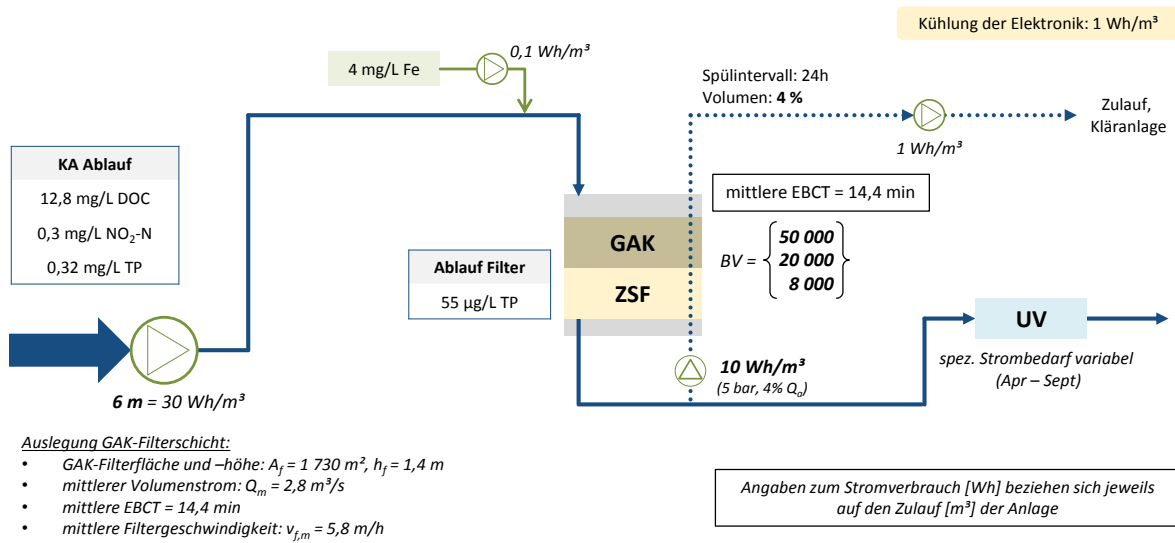 Kühlung der Elektronik: 1 Wh/m³
0,1 Wh/m³
4 mg/L Fe
Spülintervall: 24h
Volumen: 4 %
Zulauf,
Kläranlage
1 Wh/m³
KA Ablauf
12,8 mg/L DOC
0,3 mg/L NO₂-N
0,32 mg/L TP
mittlere EBCT = 14,4 min
GAK
ZSF
BV =
50 000
20 000
8 000
Ablauf Filter
55 µg/L TP
UV
spez. Strombedarf variabel
(Apr – Sept)
10 Wh/m³
(5 bar, 4% Qₐ)
6 m = 30 Wh/m³
Auslegung GAK-Filterschicht:
• GAK-Filterfläche und –höhe: A_f = 1 730 m², h_f = 1,4 m
• mittlerer Volumenstrom: Q_m = 2,8 m³/s
• mittlere EBCT = 14,4 min
• mittlere Filtergeschwindigkeit: v_f,m = 5,8 m/h
Angaben zum Stromverbrauch [Wh] beziehen sich jeweils
auf den Zulauf [m³] der Anlage